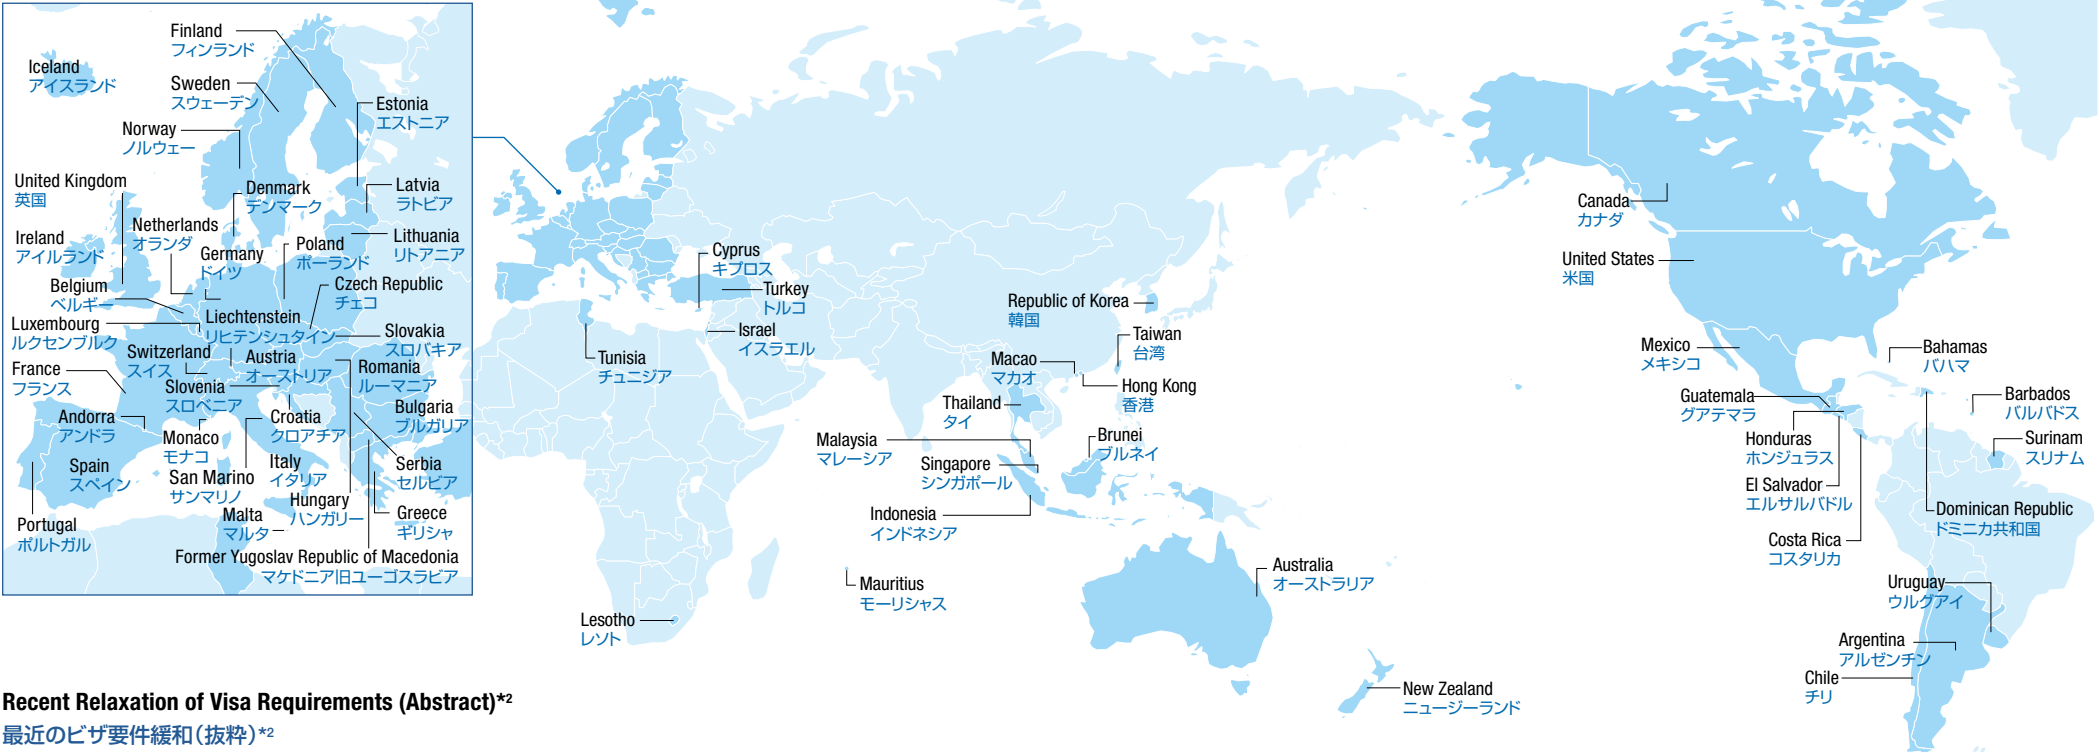 Finland
フィンランド
Iceland
アイスランド
Sweden
スウェーデン
Estonia
エストニア
Norway
ノルウェー
United Kingdom
英国
Denmark
デンマーク
Latvia
ラトビア
Netherlands
オランダ
Ireland
アイルランド
Lithuania
リトアニア
Poland
ポーランド
Germany
ドイツ
Belgium
ベルギー
Czech Republic
チェコ
Luxembourg
ルクセンブルク
Liechtenstein
リヒテンシュタイン
Slovakia
スロバキア
Switzerland
スイス
Austria
オーストリア
France
フランス
Romania
ルーマニア
Slovenia
スロベニア
Andorra
アンドラ
Croatia
クロアチア
Bulgaria
ブルガリア
Monaco
モナコ
Spain
スペイン
San Marino
サンマリノ
Italy
イタリア
Serbia
セルビア
Hungary
ハンガリー
Malta
マルタ
Greece
ギリシャ
Portugal
ポルトガル
Former Yugoslav Republic of Macedonia
マケドニア旧ユーゴスラビア
Cyprus
キプロス
Turkey
トルコ
Israel
イスラエル
Tunisia
チュニジア
Republic of Korea
韓国
Taiwan
台湾
Macao
マカオ
Hong Kong
香港
Thailand
タイ
Malaysia
マレーシア
Brunei
ブルネイ
Singapore
シンガポール
Indonesia
インドネシア
Mauritius
モーリシャス
Lesotho
レソト
Australia
オーストラリア
New Zealand
ニュージーランド
Canada
カナダ
United States
米国
Mexico
メキシコ
Bahamas
バハマ
Guatemala
グアテマラ
Barbados
バルバドス
Honduras
ホンジュラス
Surinam
スリナム
El Salvador
エルサルバドル
Dominican Republic
ドミニカ共和国
Costa Rica
コスタリカ
Uruguay
ウルグアイ
Argentina
アルゼンチン
Chile
チリ
Recent Relaxation of Visa Requirements (Abstract)*2
最近のビザ要件緩和(抜粋)*2